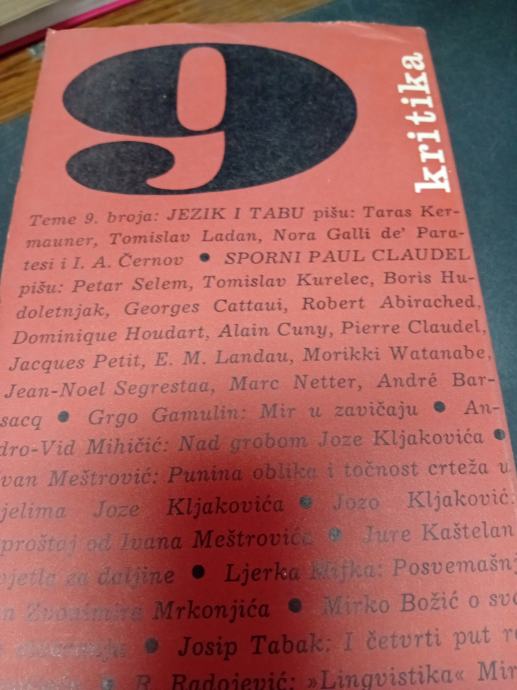 9
kritika
Teme 9. broja: JEZIK I TABU pišu: Taras Ker-
mauner, Tomislav Ladan, Nora Galli de' Para-
tesi i I. A. Černov ● SPORNI PAUL CLAUDEL
pišu: Petar Selem, Tomislav Kurelec, Boris Hu-
doletnjak, Georges Cattaui, Robert Abirached,
Dominique Houdart, Alain Cuny, Pierre Claudel,
Jacques Petit, E. M. Landau, Morikki Watanabe,
Jean-Noel Segrestaa, Marc Netter, André Bar-
sacq ● Grgo Gamulin: Mir u zavičaju ● An-
dro-Vid Mihičić: Nad grobom Joze Kljakovića ●
van Meštrović: Punina oblika i točnost crteža u
jelima Joze Kljakovića ● Jozo Kljaković:
proštaj od Ivana Meštrovića ● Jure Kaštelan
vjetla za daljine ● Ljerka Mifka: Posvemašnj
n Zvonimira Mrkonjića ● Mirko Božić o svo
● Josip Tabak: I četvrti put
● R. Radojević: »Lingvistika« Mir